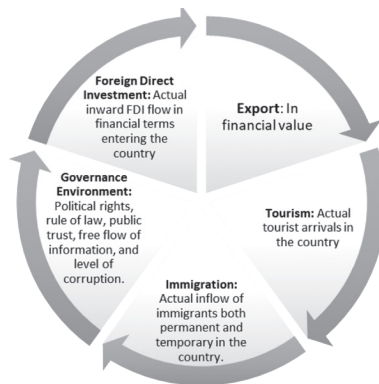 Foreign Direct
Investment: Actual
inward FDI flow in
financial terms
entering the
country
Export: In
financial value
Tourism: Actual
tourist arrivals in
the country
Immigration:
Actual inflow of
immigrants both
permanent and
temporary in the
country.
Governance
Environment:
Political rights,
rule of law, public
trust, free flow of
information, and
level of
corruption.